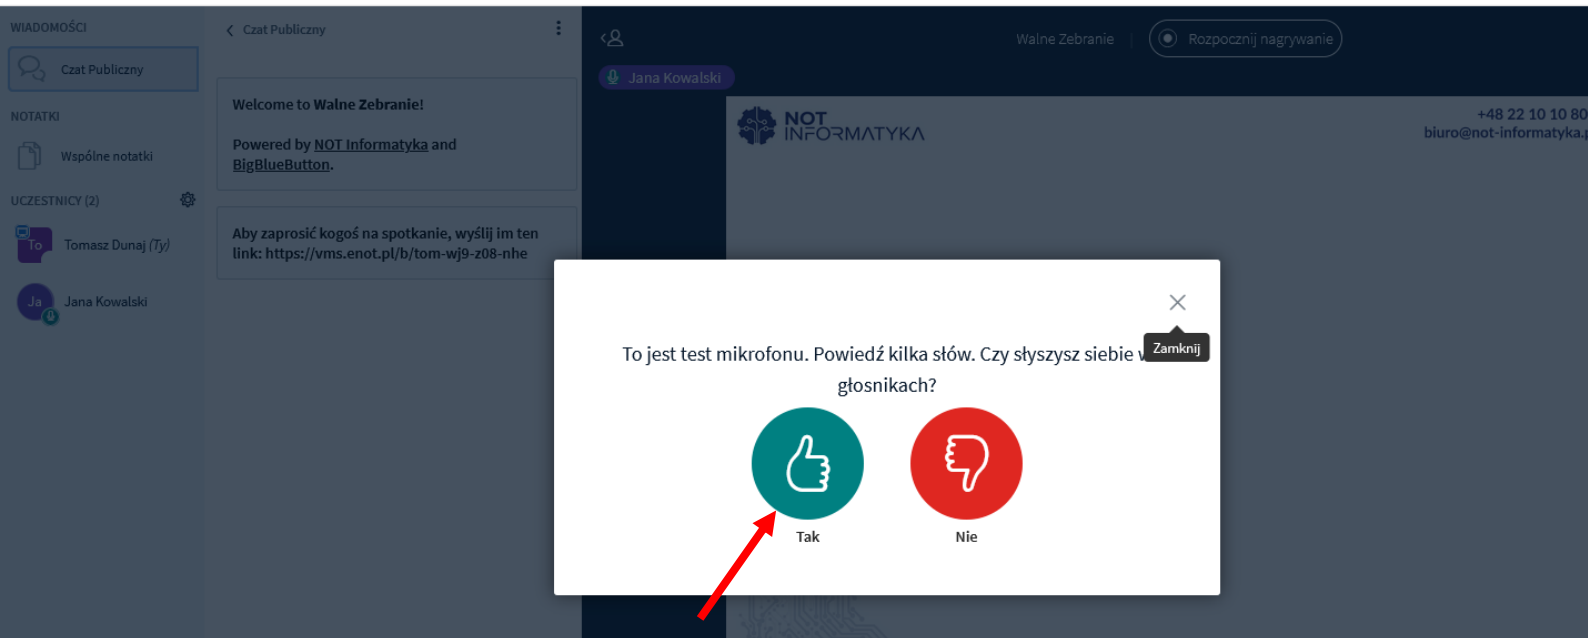 WIADOMOŚCI
Czat Publiczny
NOTATKI
Wspólne notatki
UCZESTNICY (2)
To
Tomasz Dunaj (Ty)
Ja
Jana Kowalski
Czat Publiczny
Welcome to Walne Zebranie!
Powered by NOT Informatyka and
BigBlueButton.
Aby zaprosić kogoś na spotkanie, wyślij im ten
link: https://vms.enot.pl/b/tom-wj9-z08-nhe
Walne Zebranie
Rozpocznij nagrywanie
Jana Kowalski
NOT
INFORMATYKA
+48 22 10 10 80
biuro@not-informatyka.p
Zamknij
To jest test mikrofonu. Powiedź kilka słów. Czy słyszysz siebie w
głosnikach?
Tak
Nie